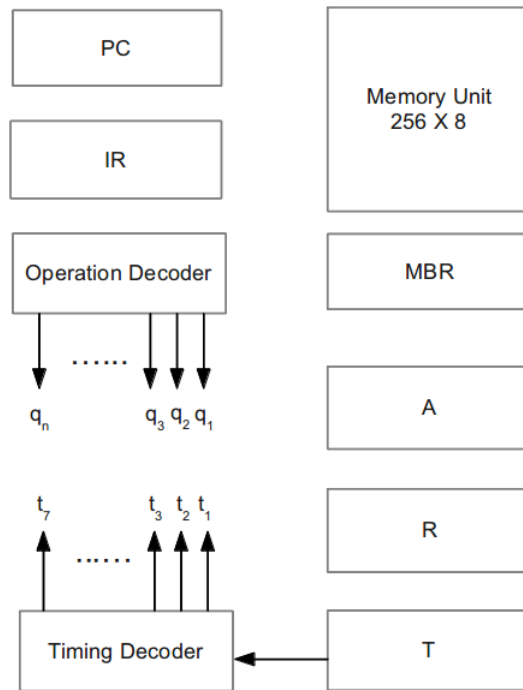 PC
Memory Unit
256 X 8
IR
Operation Decoder
MBR
......
qₙ q₃ q₂ q₁
A
t₇ t₃ t₂ t₁
R
......
Timing Decoder
T